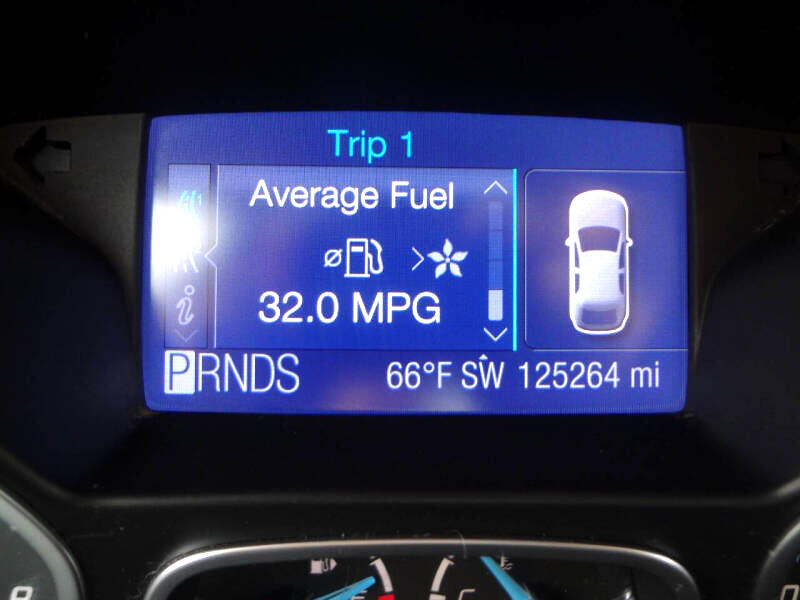 Trip 1
Average Fuel
32.0 MPG
PRNDS 66°F SW 125264 mi